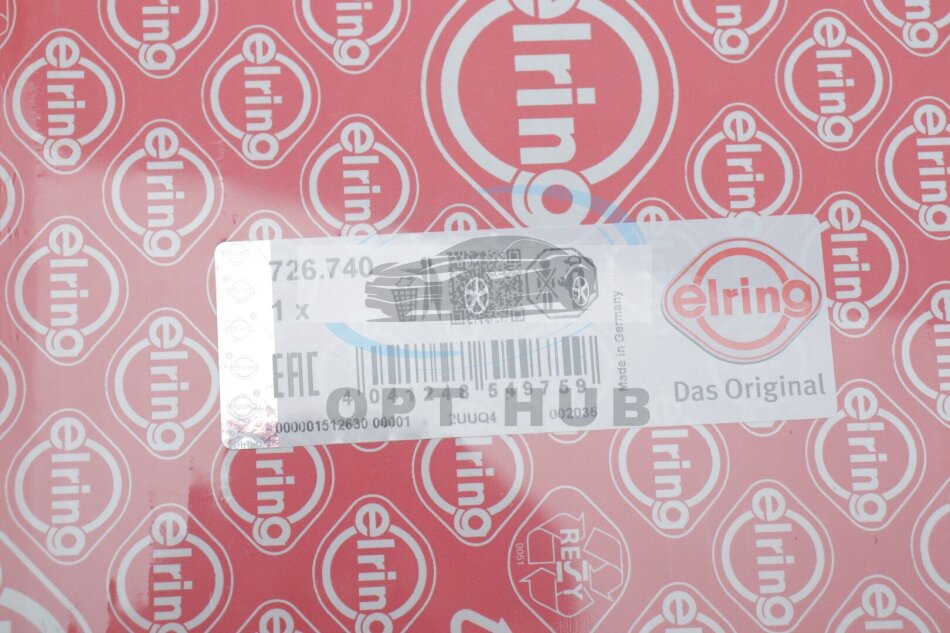 726.740
1 x
EAC
4 041248 549759
000001512630 00001 2UUQ4 002035
Made in Germany
elring
Das Original
OPT HUB
elring
RESY
0051